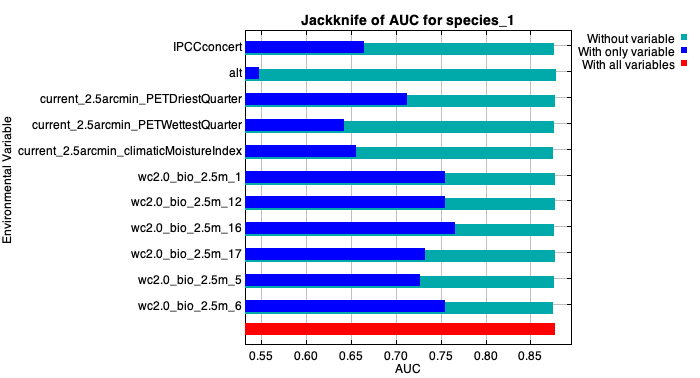 Jackknife of AUC for species_1
Without variable
With only variable
With all variables
Environmental Variable
IPCCconcert
alt
current_2.5arcmin_PETDriestQuarter
current_2.5arcmin_PETWettestQuarter
current_2.5arcmin_climaticMoistureIndex
wc2.0_bio_2.5m_1
wc2.0_bio_2.5m_12
wc2.0_bio_2.5m_16
wc2.0_bio_2.5m_17
wc2.0_bio_2.5m_5
wc2.0_bio_2.5m_6
0.55 0.60 0.65 0.70 0.75 0.80 0.85
AUC